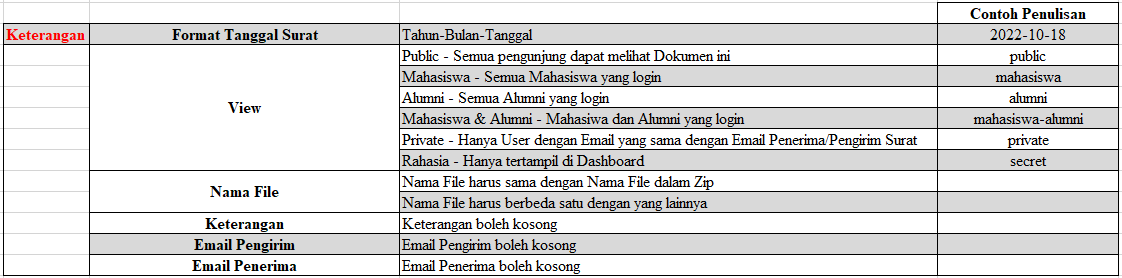 Contoh Penulisan
Keterangan Format Tanggal Surat Tahun-Bulan-Tanggal 2022-10-18
Public - Semua pengunjung dapat melihat Dokumen ini public
Mahasiswa - Semua Mahasiswa yang login mahasiswa
Alumni - Semua Alumni yang login alumni
View
Mahasiswa & Alumni - Mahasiwa dan Alumni yang login mahasiswa-alumni
Private - Hanya User dengan Email yang sama dengan Email Penerima/Pengirim Surat private
Rahasia - Hanya tertampil di Dashboard secret
Nama File
Nama File harus sama dengan Nama File dalam Zip
Nama File harus berbeda satu dengan yang lainnya
Keterangan Keterangan boleh kosong
Email Pengirim Email Pengirim boleh kosong
Email Penerima Email Penerima boleh kosong